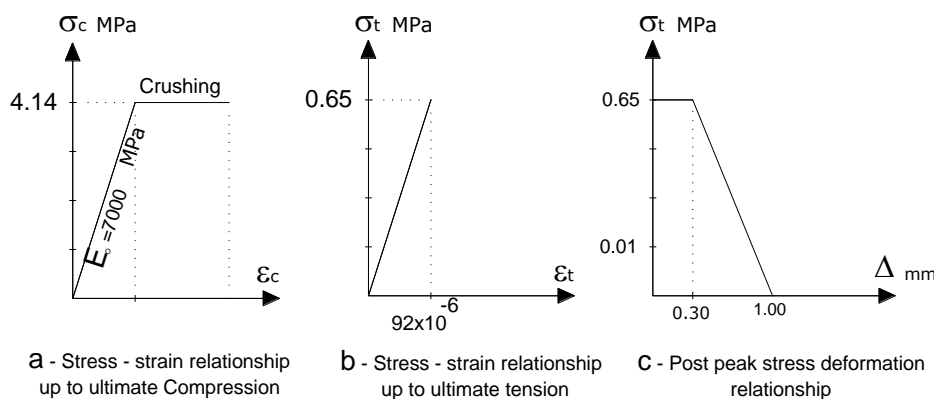 σc MPa
4.14
Crushing
E₀ =7000 MPa
εc
a - Stress - strain relationship
up to ultimate Compression
σt MPa
0.65
εt
92x10⁻⁶
b - Stress - strain relationship
up to ultimate tension
σt MPa
0.65
0.01
Δ mm
0.30
1.00
c - Post peak stress deformation
relationship